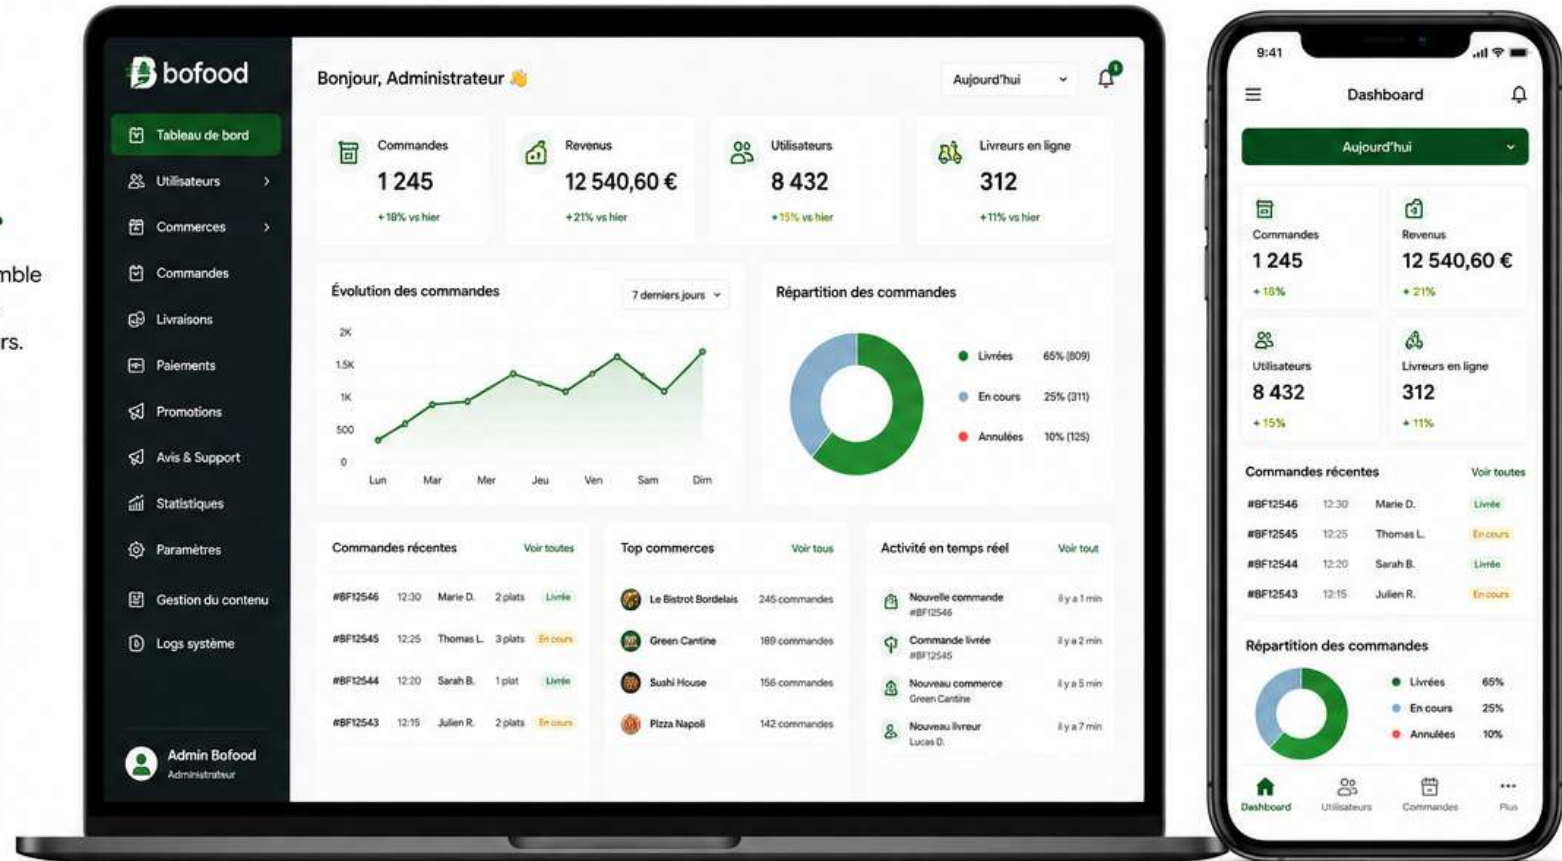 mble
rs.
bofood
Tableau de bord
Utilisateurs
Commerces
Commandes
Livraisons
Paiements
Promotions
Avis & Support
Statistiques
Paramètres
Gestion du contenu
Logs système
Admin Bofood
Administrateur
Bonjour, Administrateur 👋
Aujourd'hui
1
Commandes
1 245
+18% vs hier
Revenus
12 540,60 €
+21% vs hier
Utilisateurs
8 432
+15% vs hier
Livreurs en ligne
312
+11% vs hier
Évolution des commandes
7 derniers jours
2K
1.5K
1K
500
0
Lun Mar Mer Jeu Ven Sam Dim
Répartition des commandes
Livrées 65% (809)
En cours 25% (311)
Annulées 10% (125)
Commandes récentes Voir toutes
#BF12546 12:30 Marie D. 2 plats Livrée
#BF12545 12:25 Thomas L. 3 plats En cours
#BF12544 12:20 Sarah B. 1 plat Livrée
#BF12543 12:15 Julien R. 2 plats En cours
Top commerces Voir tous
Le Bistrot Bordelais 245 commandes
Green Cantine 189 commandes
Sushi House 156 commandes
Pizza Napoli 142 commandes
Activité en temps réel Voir tout
Nouvelle commande il y a 1 min
#BF12546
Commande livrée il y a 2 min
#BF12545
Nouveau commerce il y a 5 min
Green Cantine
Nouveau livreur il y a 7 min
Lucas D.
9:41
Dashboard
Aujourd'hui
Commandes
1 245
+ 18%
Revenus
12 540,60 €
+ 21%
Utilisateurs
8 432
+ 15%
Livreurs en ligne
312
+ 11%
Commandes récentes Voir toutes
#BF12546 12:30 Marie D. Livrée
#BF12545 12:25 Thomas L. En cours
#BF12544 12:20 Sarah B. Livrée
#BF12543 12:15 Julien R. En cours
Répartition des commandes
Livrées 65%
En cours 25%
Annulées 10%
Dashboard Utilisateurs Commandes Plus